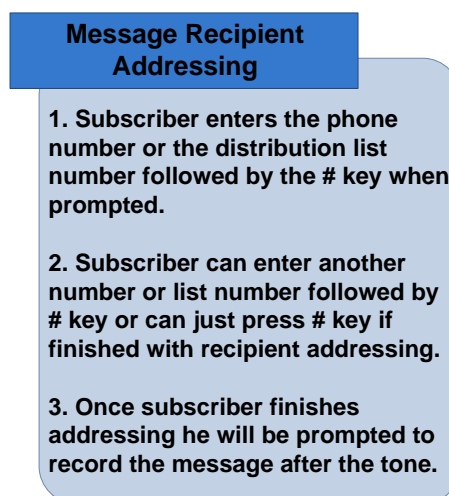 Message Recipient
Addressing
1. Subscriber enters the phone
number or the distribution list
number followed by the # key when
prompted.
2. Subscriber can enter another
number or list number followed by
# key or can just press # key if
finished with recipient addressing.
3. Once subscriber finishes
addressing he will be prompted to
record the message after the tone.